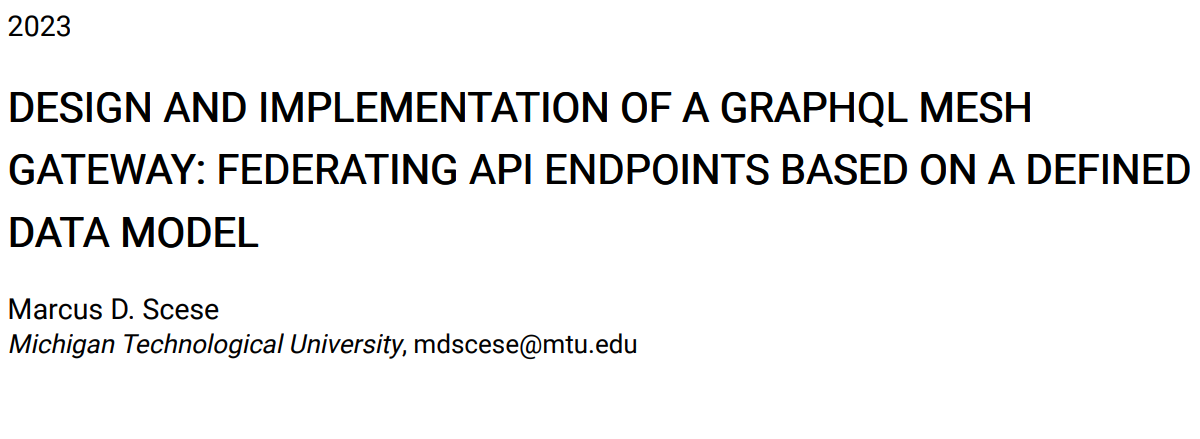 2023
DESIGN AND IMPLEMENTATION OF A GRAPHQL MESH
GATEWAY: FEDERATING API ENDPOINTS BASED ON A DEFINED
DATA MODEL
Marcus D. Scese
Michigan Technological University, mdscese@mtu.edu